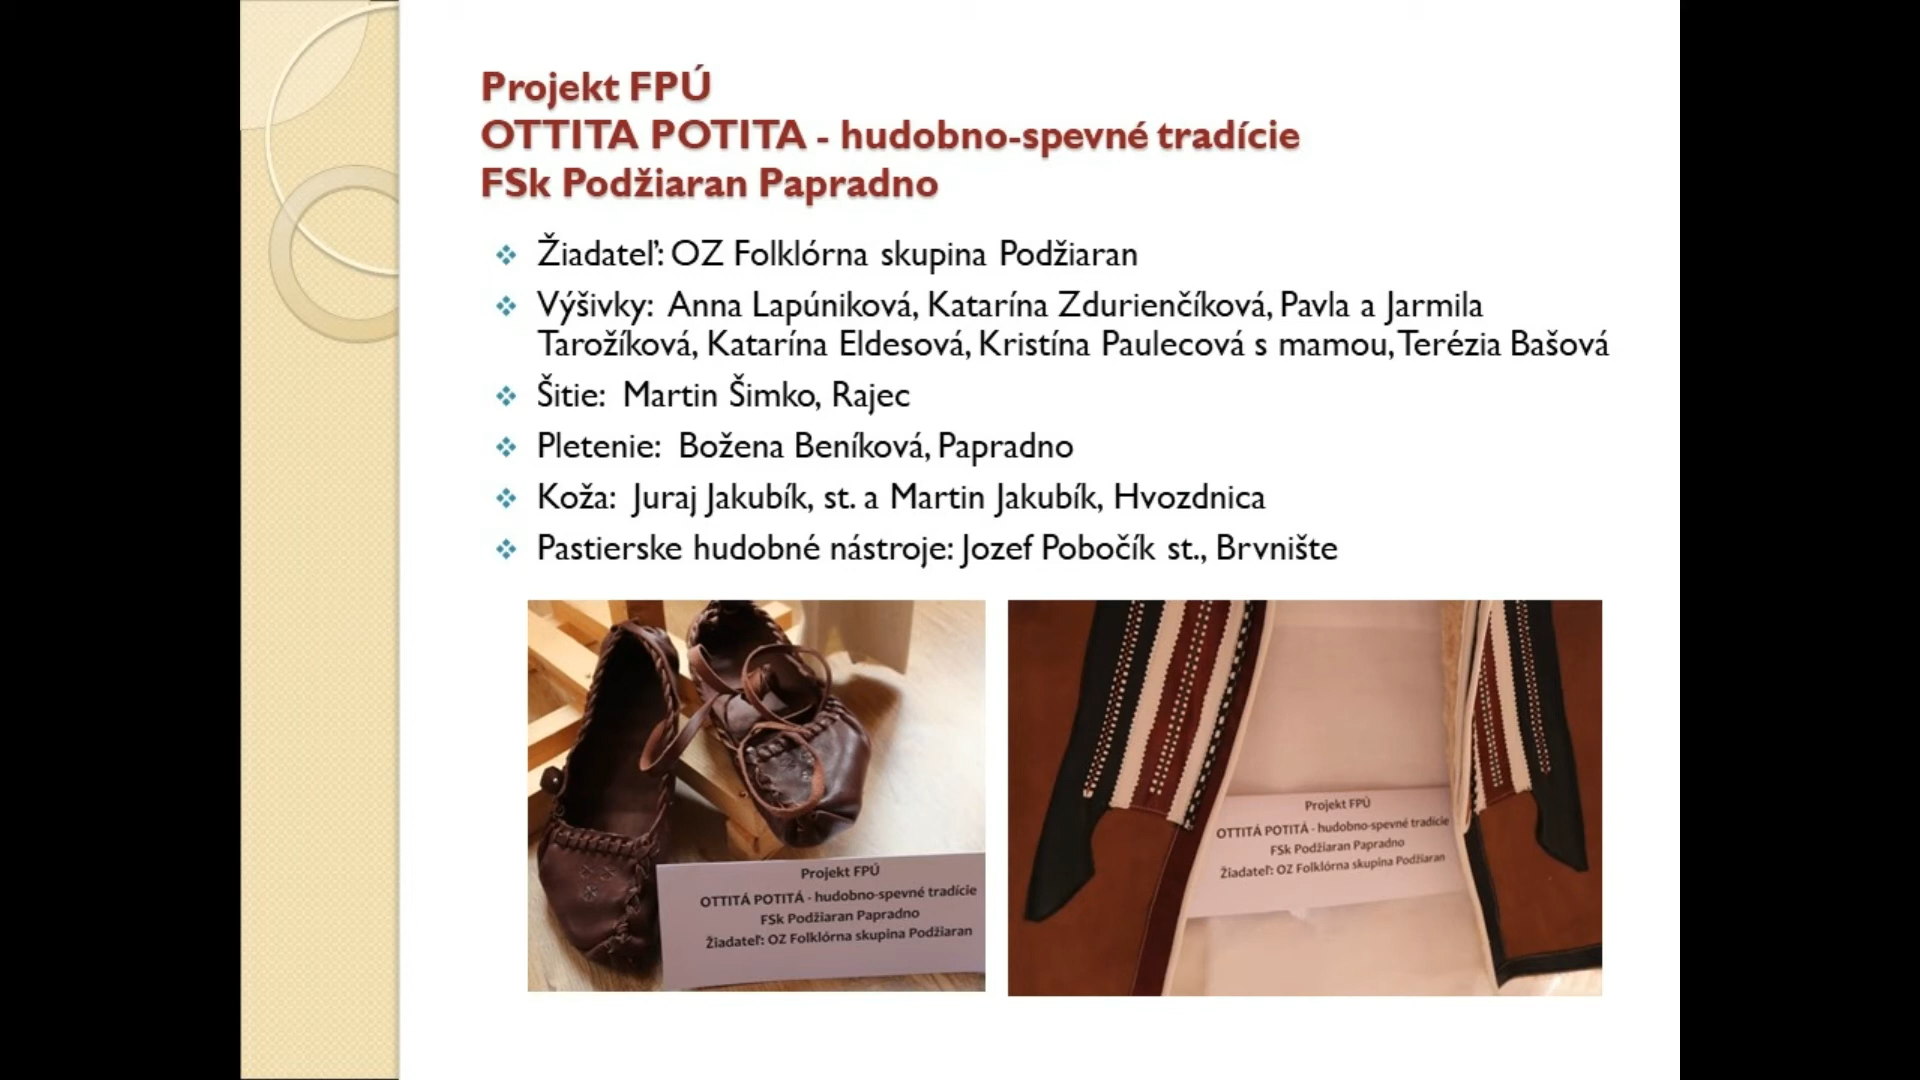 Projekt FPÚ
OTTITA POTITA - hudobno-spevné tradície
FSk Podžiaran Papradno
Žiadateľ: OZ Folklórna skupina Podžiaran
Výšivky: Anna Lapúniková, Katarína Zdurienčíková, Pavla a Jarmila
Tarožíková, Katarína Eldesová, Kristína Paulecová s mamou, Terézia Bašová
Šitie: Martin Šimko, Rajec
Pletenie: Božena Beníková, Papradno
Koža: Juraj Jakubík, st. a Martin Jakubík, Hvozdnica
Pastierske hudobné nástroje: Jozef Pobočík st., Brvnište
Projekt FPÚ
OTTITÁ POTITÁ - hudobno-spevné tradície
FSk Podžiaran Papradno
Žiadateľ: OZ Folklórna skupina Podžiaran
Projekt FPÚ
OTTITÁ POTITÁ - hudobno-spevné tradície
FSk Podžiaran Papradno
Žiadateľ: OZ Folklórna skupina Podžiaran